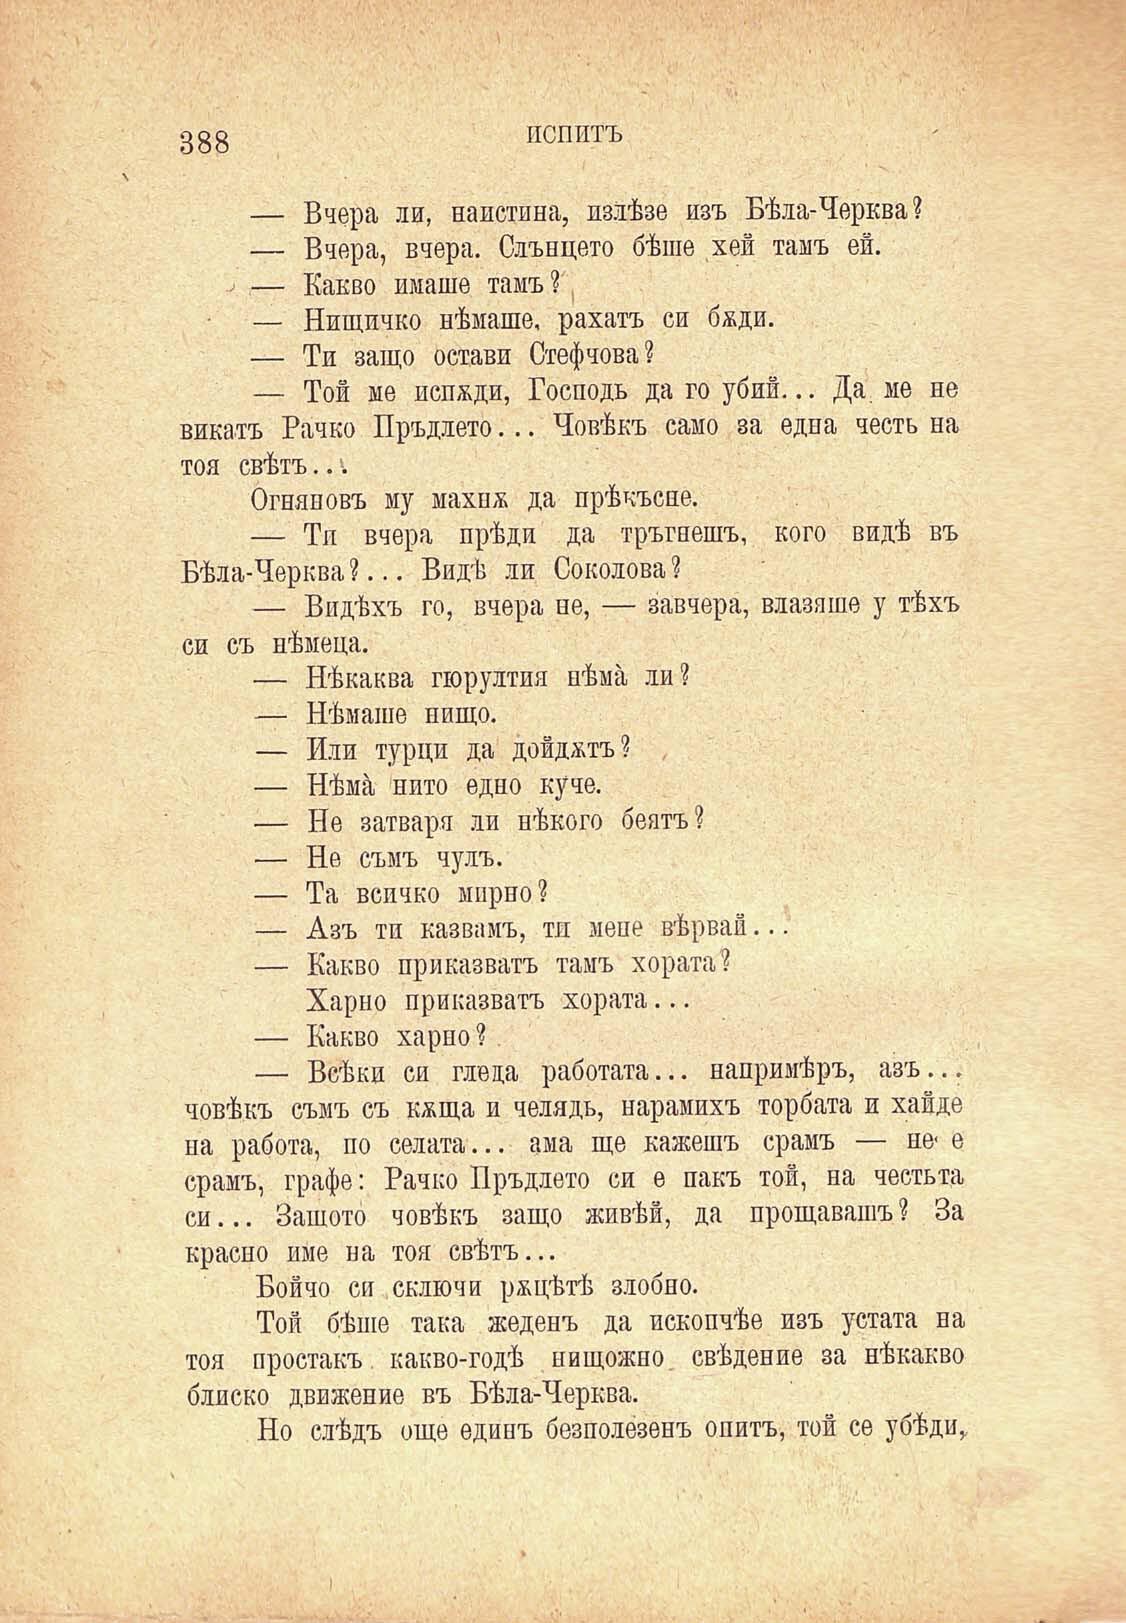 388
ИСПИТЪ
— Вчера ли, наистина, излѣзе изъ Бѣла-Черква?
— Вчера, вчера. Слънцето бѣше хей тамъ ей.
— Какво имаше тамъ?
— Нищичко нѣмаше, рахатъ си бѫди.
— Ти защо остави Стефчова?
— Той ме испѫди, Господь да го убий... Да ме не
викатъ Рачко Пръдлето... Човѣкъ само за една честь на
тоя свѣтъ...
Огняновъ му махнѫ да прѣкъсне.
— Ти вчера прѣди да тръгнешъ, кого видѣ въ
Бѣла-Черква?... Видѣ ли Соколова?
— Видѣхъ го, вчера не, — завчера, влазяше у тѣхъ
си съ нѣмеца.
— Нѣкаква гюрултия нѣма̀ ли?
— Нѣмаше нищо.
— Или турци да дойдѫтъ?
— Нѣма̀ нито едно куче.
— Не затваря ли нѣкого беятъ?
— Не съмъ чулъ.
— Та всичко мирно?
— Азъ ти казвамъ, ти мене вѣрвай...
— Какво приказватъ тамъ хората?
Харно приказватъ хората...
— Какво харно?
— Всѣки си гледа работата... напримѣръ, азъ...
човѣкъ съмъ съ кѫща и челядь, нарамихъ торбата и хайде
на работа, по селата... ама ще кажешъ срамъ — не е
срамъ, графе: Рачко Пръдлето си е пакъ той, на честьта
си... Зашото човѣкъ защо живѣй, да прощавашъ? За
красно име на тоя свѣтъ...
Бойчо си сключи рѫцѣтѣ злобно.
Той бѣше така жеденъ да ископчѣе изъ устата на
тоя простакъ какво-годѣ нищожно свѣдение за нѣкакво
блиско движение въ Бѣла-Черква.
Но слѣдъ още единъ безполезенъ опитъ, той се убѣди,